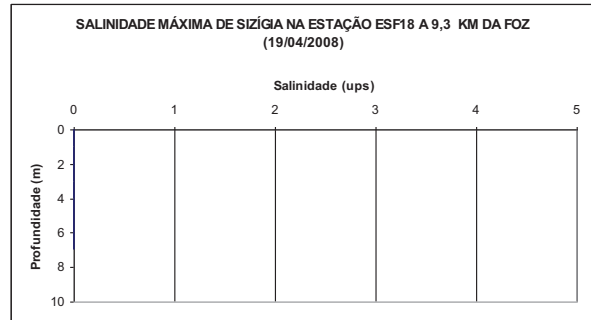 SALINIDADE MÁXIMA DE SIZÍGIA NA ESTAÇÃO ESF18 A 9,3 KM DA FOZ
(19/04/2008)
Salinidade (ups)
0 1 2 3 4 5
0
2
4
6
8
10
Profundidade (m)